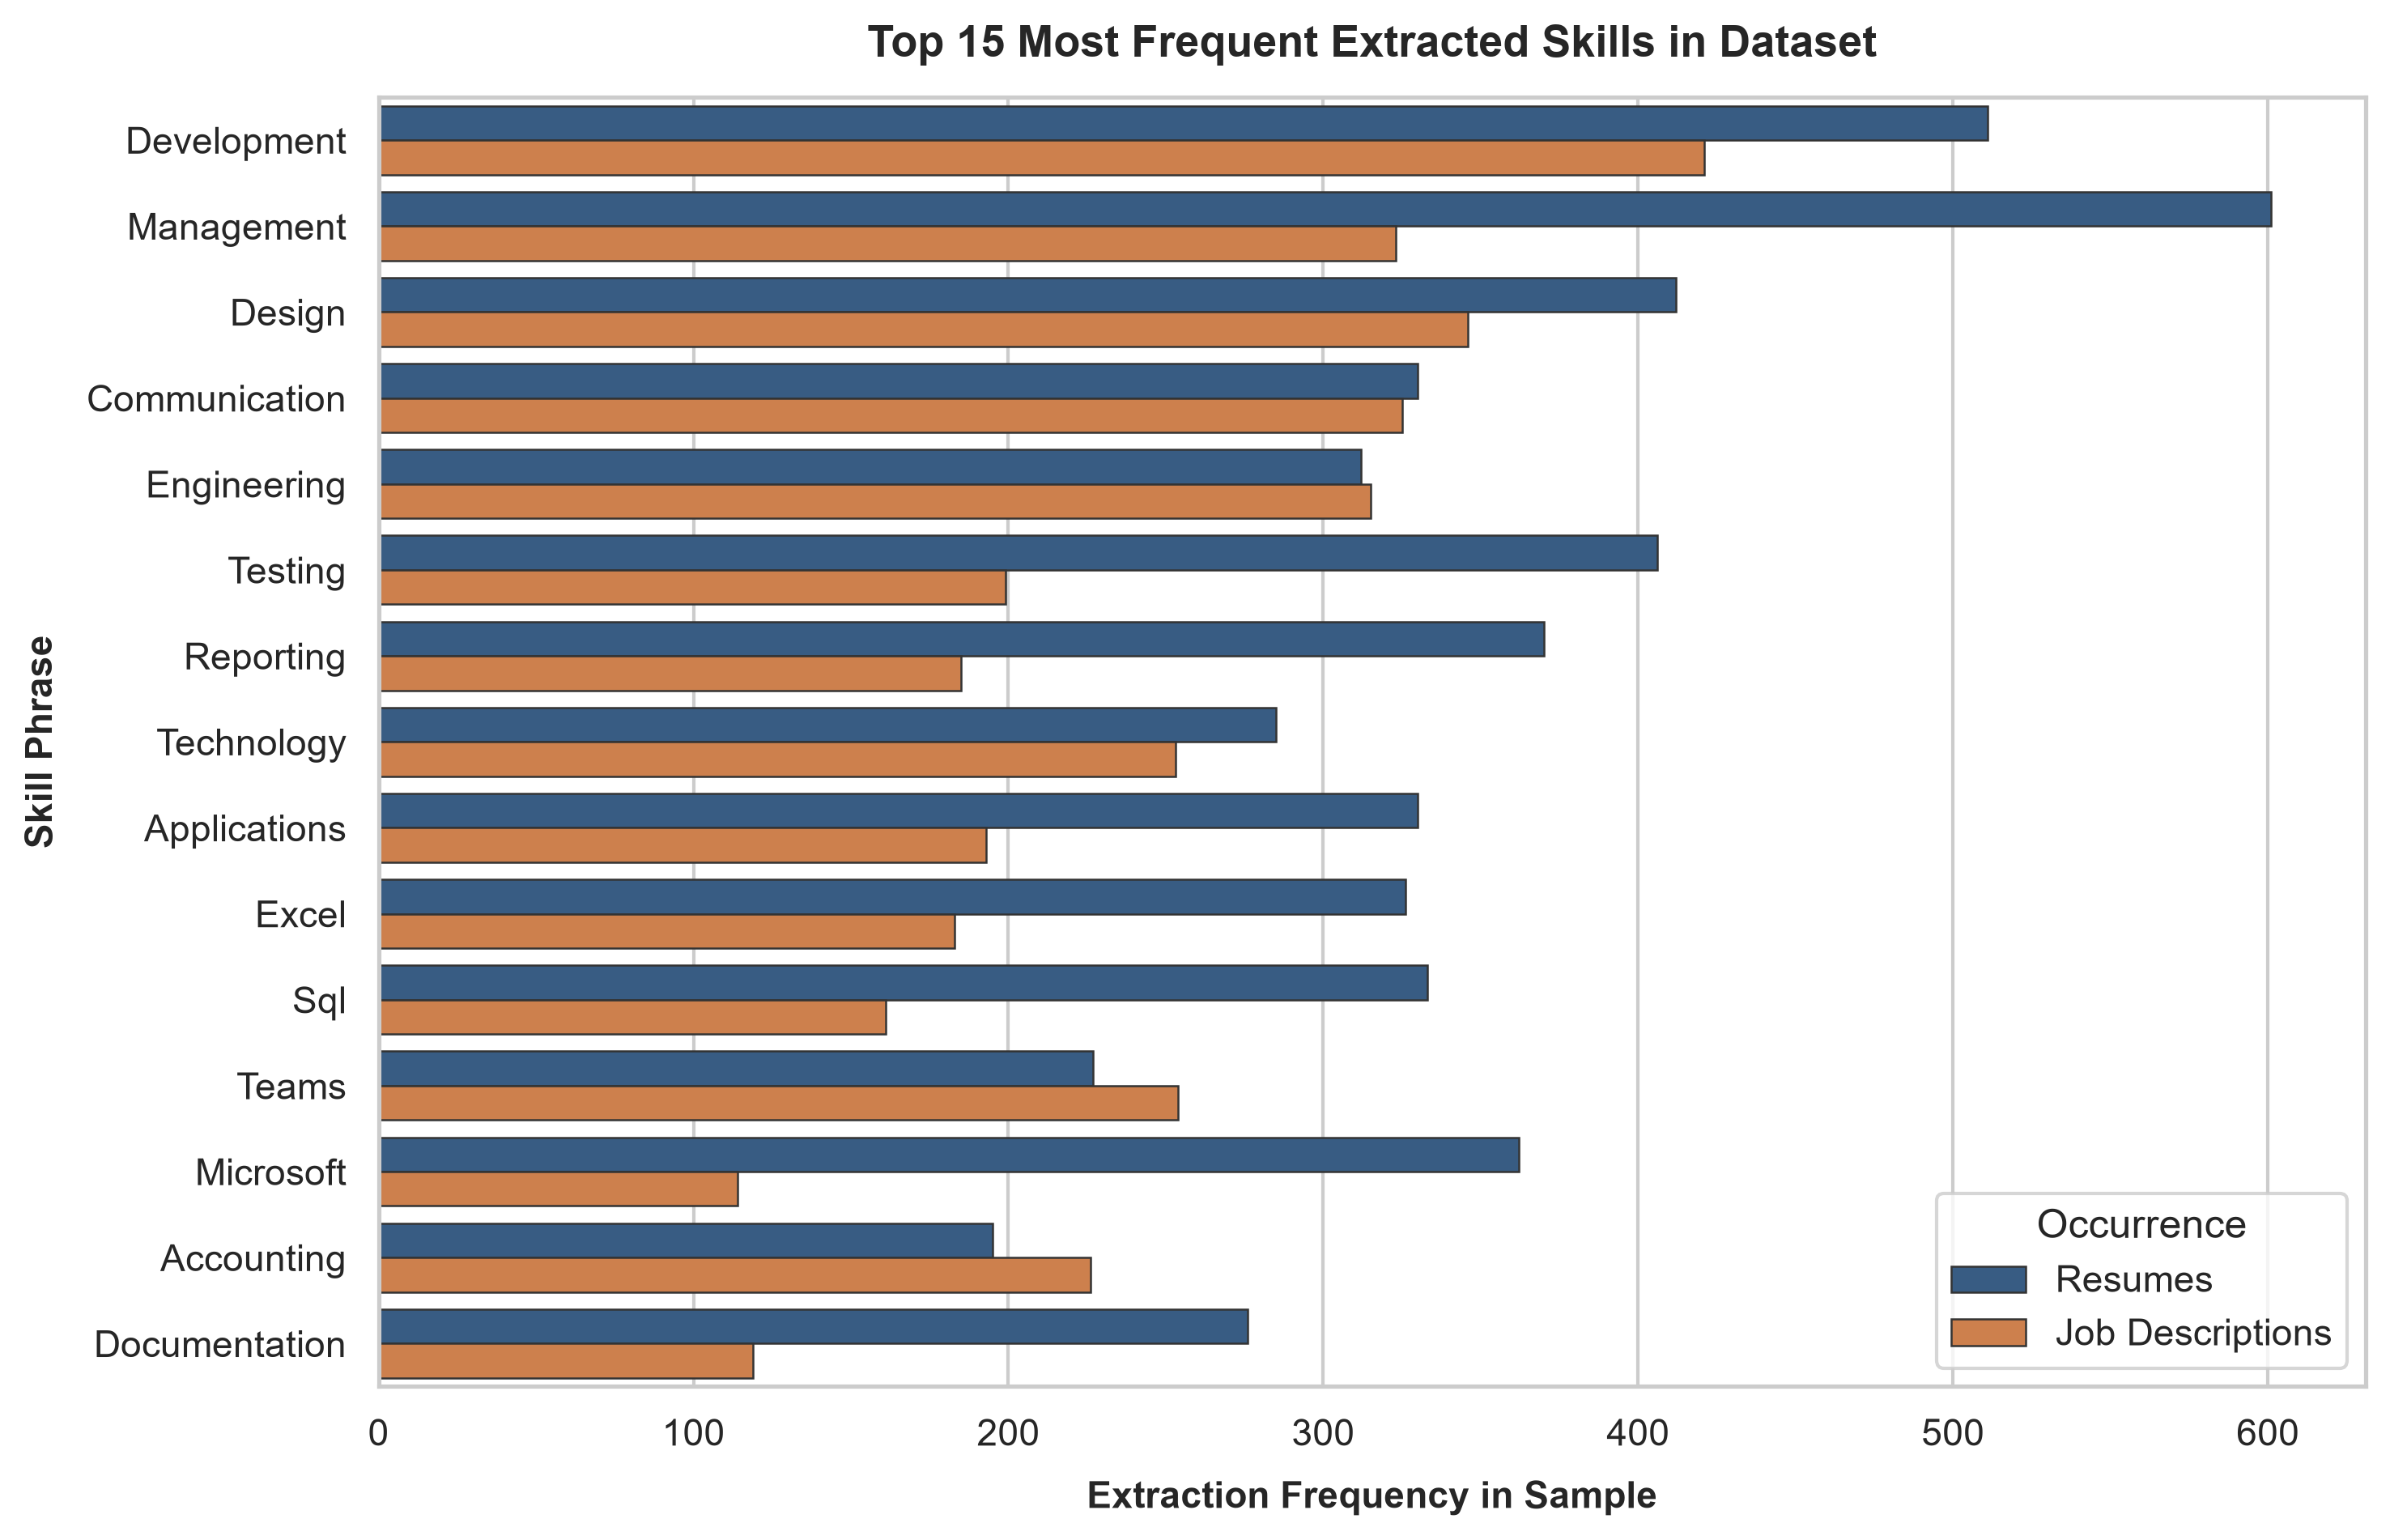 Top 15 Most Frequent Extracted Skills in Dataset
Skill Phrase
Development
Management
Design
Communication
Engineering
Testing
Reporting
Technology
Applications
Excel
Sql
Teams
Microsoft
Accounting
Documentation
Occurrence
Resumes
Job Descriptions
0 100 200 300 400 500 600
Extraction Frequency in Sample